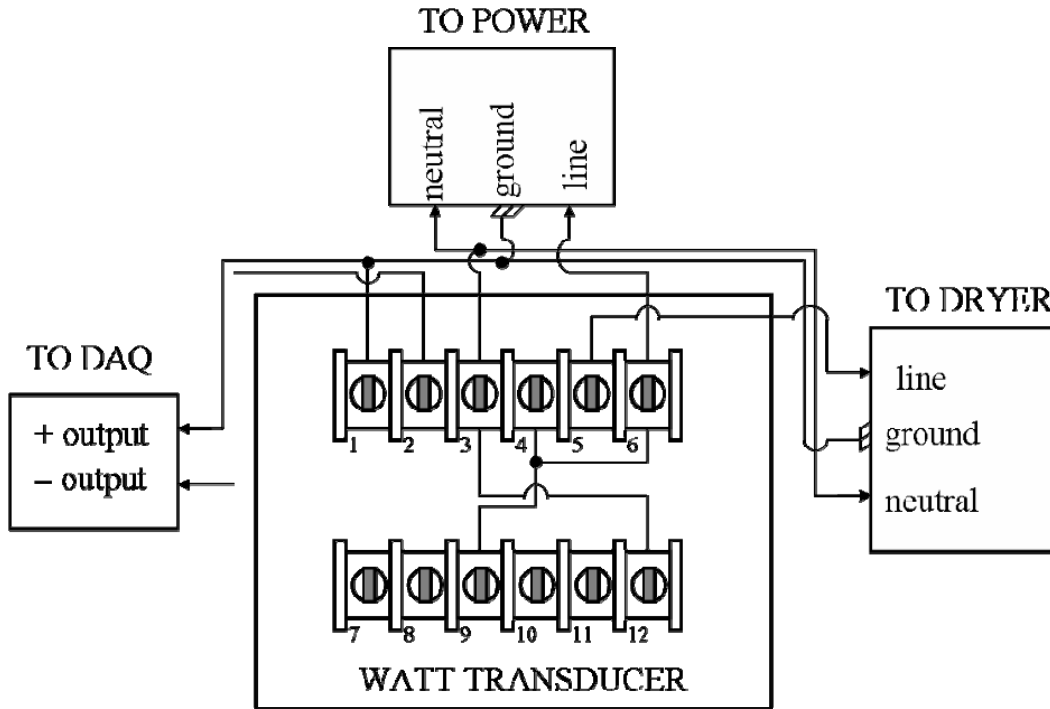 TO POWER
neutral
ground
line
TO DRYER
line
ground
neutral
TO DAQ
+ output
− output
1 2 3 4 5 6
7 8 9 10 11 12
WATT TRANSDUCER